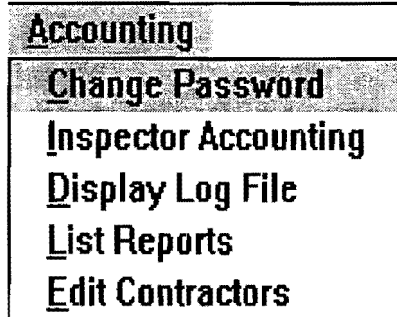 Accounting
Change Password
Inspector Accounting
Display Log File
List Reports
Edit Contractors